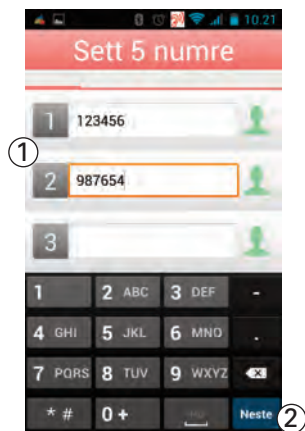 10.21
Sett 5 numre
1 123456
①
2 987654
3
1 2 ABC 3 DEF -
4 GHI 5 JKL 6 MNO .
7 PQRS 8 TUV 9 WXYZ
* # 0 + Neste ②